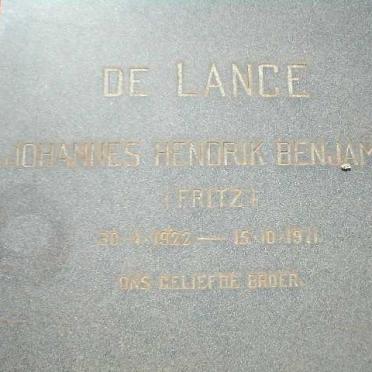 DE LANGE
JOHANNES HENDRIK BENJAM
(FRITZ)
30.4.1922 — 15.10.1971
ONS GELIEFDE BROER.